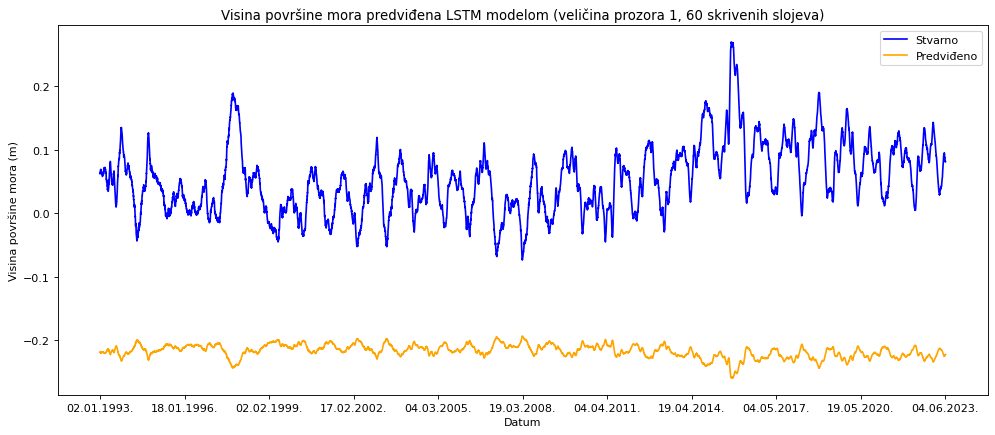 Visina površine mora predviđena LSTM modelom (veličina prozora 1, 60 skrivenih slojeva)
Stvarno
Predviđeno
Visina površine mora (m)
0.2
0.1
0.0
−0.1
−0.2
02.01.1993. 18.01.1996. 02.02.1999. 17.02.2002. 04.03.2005. 19.03.2008. 04.04.2011. 19.04.2014. 04.05.2017. 19.05.2020. 04.06.2023.
Datum